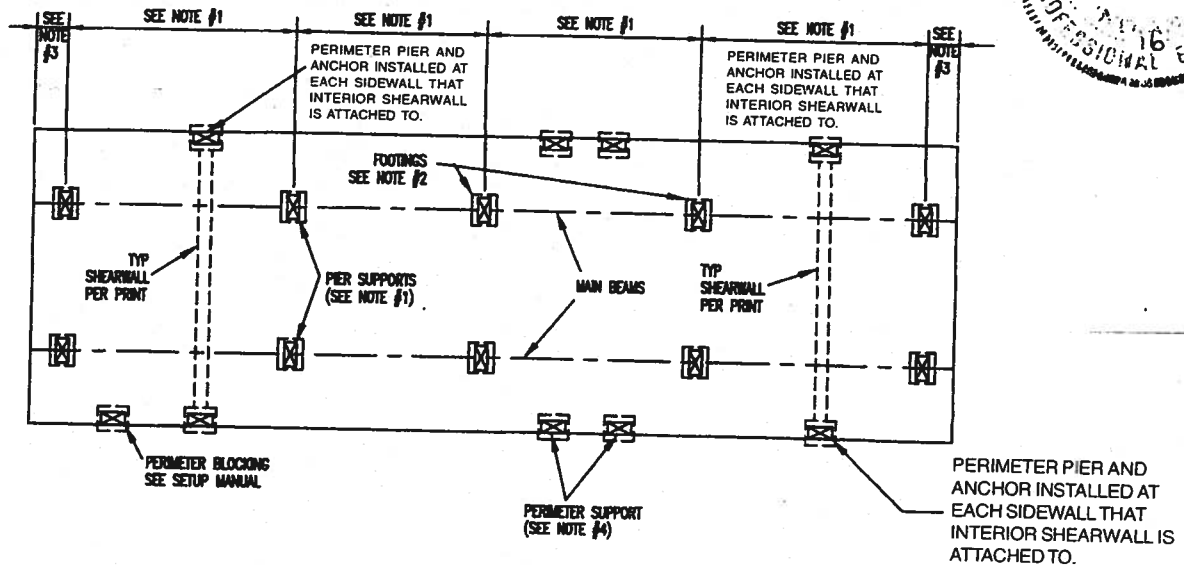 SEE NOTE #3
SEE NOTE #1
SEE NOTE #1
SEE NOTE #1
SEE NOTE #1
SEE NOTE #3
16
PERIMETER PIER AND
ANCHOR INSTALLED AT
EACH SIDEWALL THAT
INTERIOR SHEARWALL
IS ATTACHED TO.
PERIMETER PIER AND
ANCHOR INSTALLED AT
EACH SIDEWALL THAT
INTERIOR SHEARWALL
IS ATTACHED TO.
FOOTINGS
SEE NOTE #2
TYP
SHEARWALL
PER PRINT
PIER SUPPORTS
(SEE NOTE #1)
MAIN BEAMS
TYP
SHEARWALL
PER PRINT
PERIMETER BLOCKING
SEE SETUP MANUAL
PERIMETER SUPPORT
(SEE NOTE #4)
PERIMETER PIER AND
ANCHOR INSTALLED AT
EACH SIDEWALL THAT
INTERIOR SHEARWALL IS
ATTACHED TO.